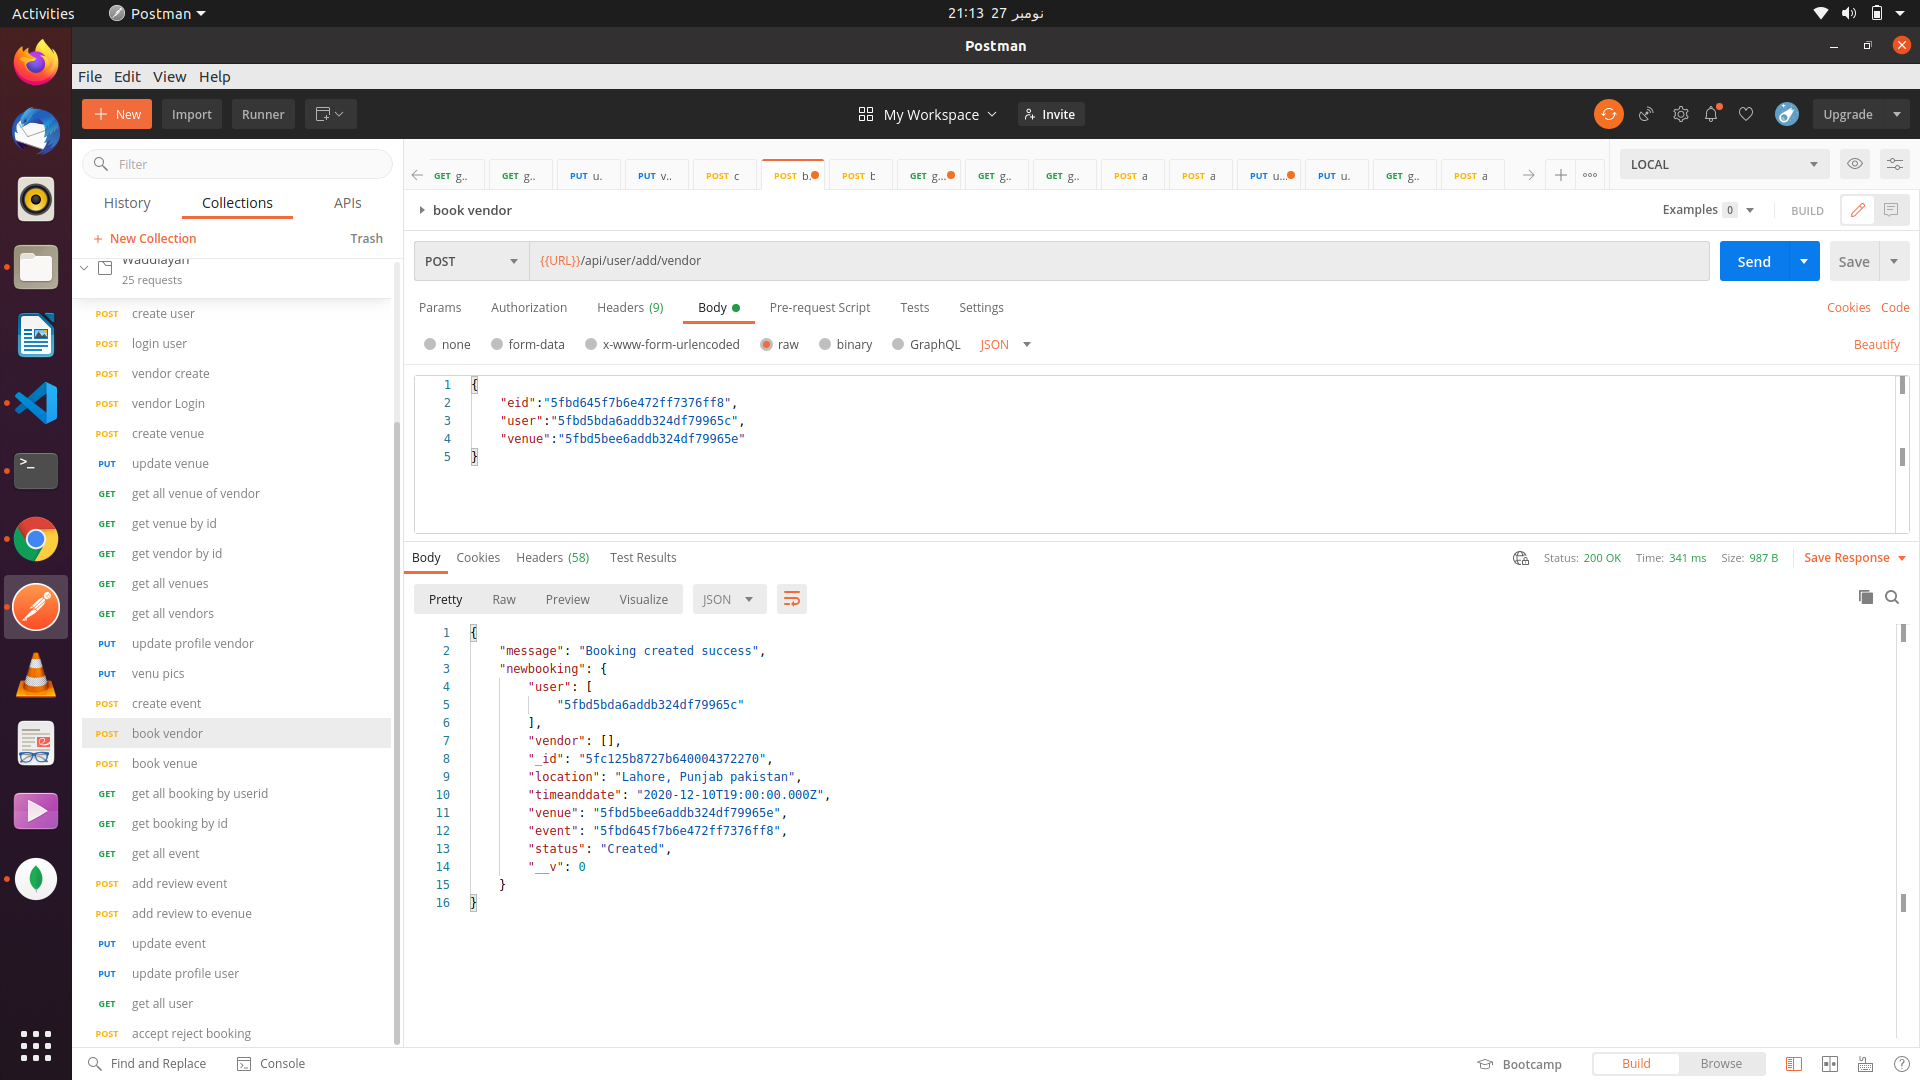 Activities
Postman
21:13 27 نومبر
Postman
File Edit View Help
New
Import
Runner
My Workspace
Invite
Upgrade
Filter
History
Collections
APIs
New Collection
Trash
Waddiayan
25 requests
POST create user
POST login user
POST vendor create
POST vendor Login
POST create venue
PUT update venue
GET get all venue of vendor
GET get venue by id
GET get vendor by id
GET get all venues
GET get all vendors
PUT update profile vendor
PUT venu pics
POST create event
POST book vendor
POST book venue
GET get all booking by userid
GET get booking by id
GET get all event
POST add review event
POST add review to evenue
PUT update event
PUT update profile user
GET get all user
POST accept reject booking
GET g.. GET g.. PUT u. PUT v.. POST c POST b. POST b GET g... GET g.. GET g.. POST a POST a PUT u... PUT u. GET g.. POST a
LOCAL
book vendor
Examples 0
BUILD
POST
{{URL}}/api/user/add/vendor
Send
Save
Params Authorization Headers (9) Body Pre-request Script Tests Settings
Cookies Code
none form-data x-www-form-urlencoded raw binary GraphQL JSON
Beautify
1 {
2 "eid":"5fbd645f7b6e472ff7376ff8",
3 "user":"5fbd5bda6addb324df79965c",
4 "venue":"5fbd5bee6addb324df79965e"
5 }
Body Cookies Headers (58) Test Results
Status: 200 OK Time: 341 ms Size: 987 B
Save Response
Pretty Raw Preview Visualize JSON
1 {
2 "message": "Booking created success",
3 "newbooking": {
4 "user": [
5 "5fbd5bda6addb324df79965c"
6 ],
7 "vendor": [],
8 "_id": "5fc125b8727b640004372270",
9 "location": "Lahore, Punjab pakistan",
10 "timeanddate": "2020-12-10T19:00:00.000Z",
11 "venue": "5fbd5bee6addb324df79965e",
12 "event": "5fbd645f7b6e472ff7376ff8",
13 "status": "Created",
14 "__v": 0
15 }
16 }
Find and Replace
Console
Bootcamp
Build
Browse